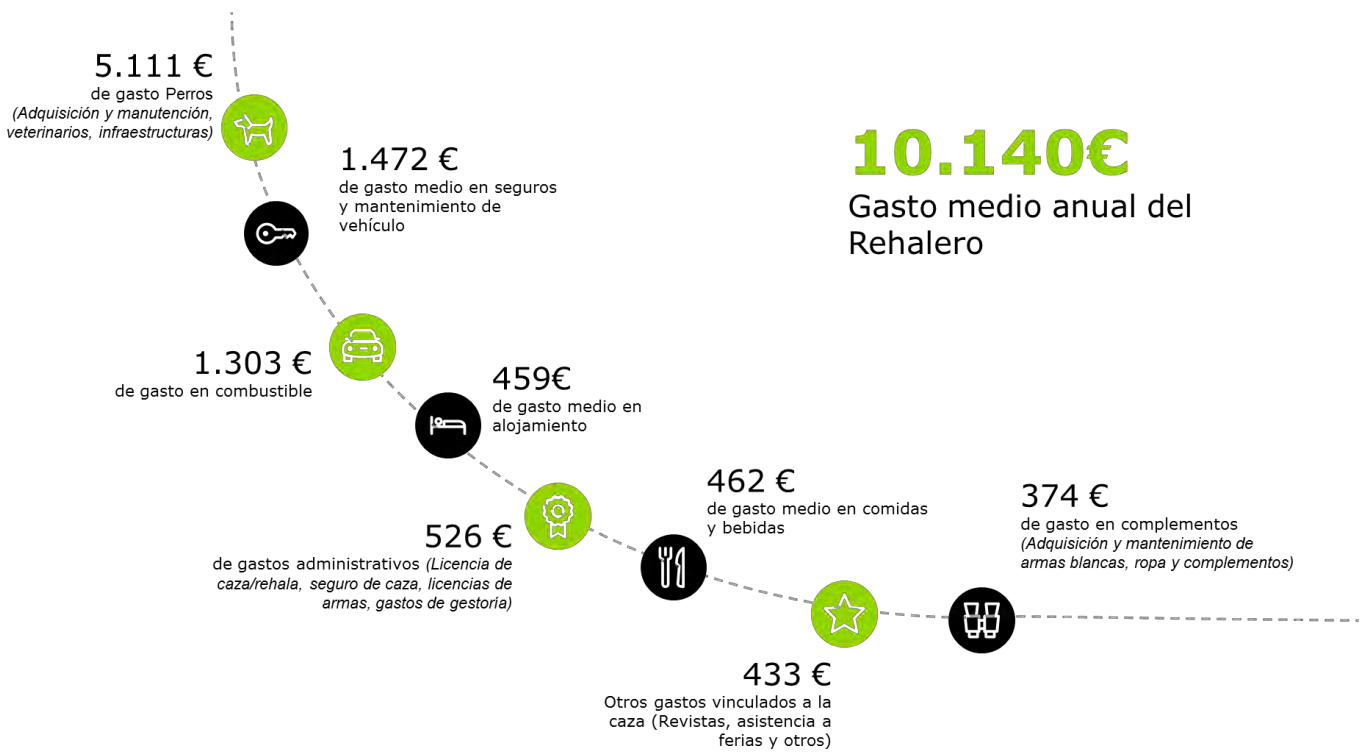 5.111 €
de gasto Perros
(Adquisición y manutención,
veterinarios, infraestructuras)
1.472 €
de gasto medio en seguros
y mantenimiento de
vehículo
10.140€
Gasto medio anual del
Rehalero
1.303 €
de gasto en combustible
459€
de gasto medio en
alojamiento
526 €
de gastos administrativos (Licencia de
caza/rehala, seguro de caza, licencias de
armas, gastos de gestoría)
462 €
de gasto medio en comidas
y bebidas
433 €
Otros gastos vinculados a la
caza (Revistas, asistencia a
ferias y otros)
374 €
de gasto en complementos
(Adquisición y mantenimiento de
armas blancas, ropa y complementos)